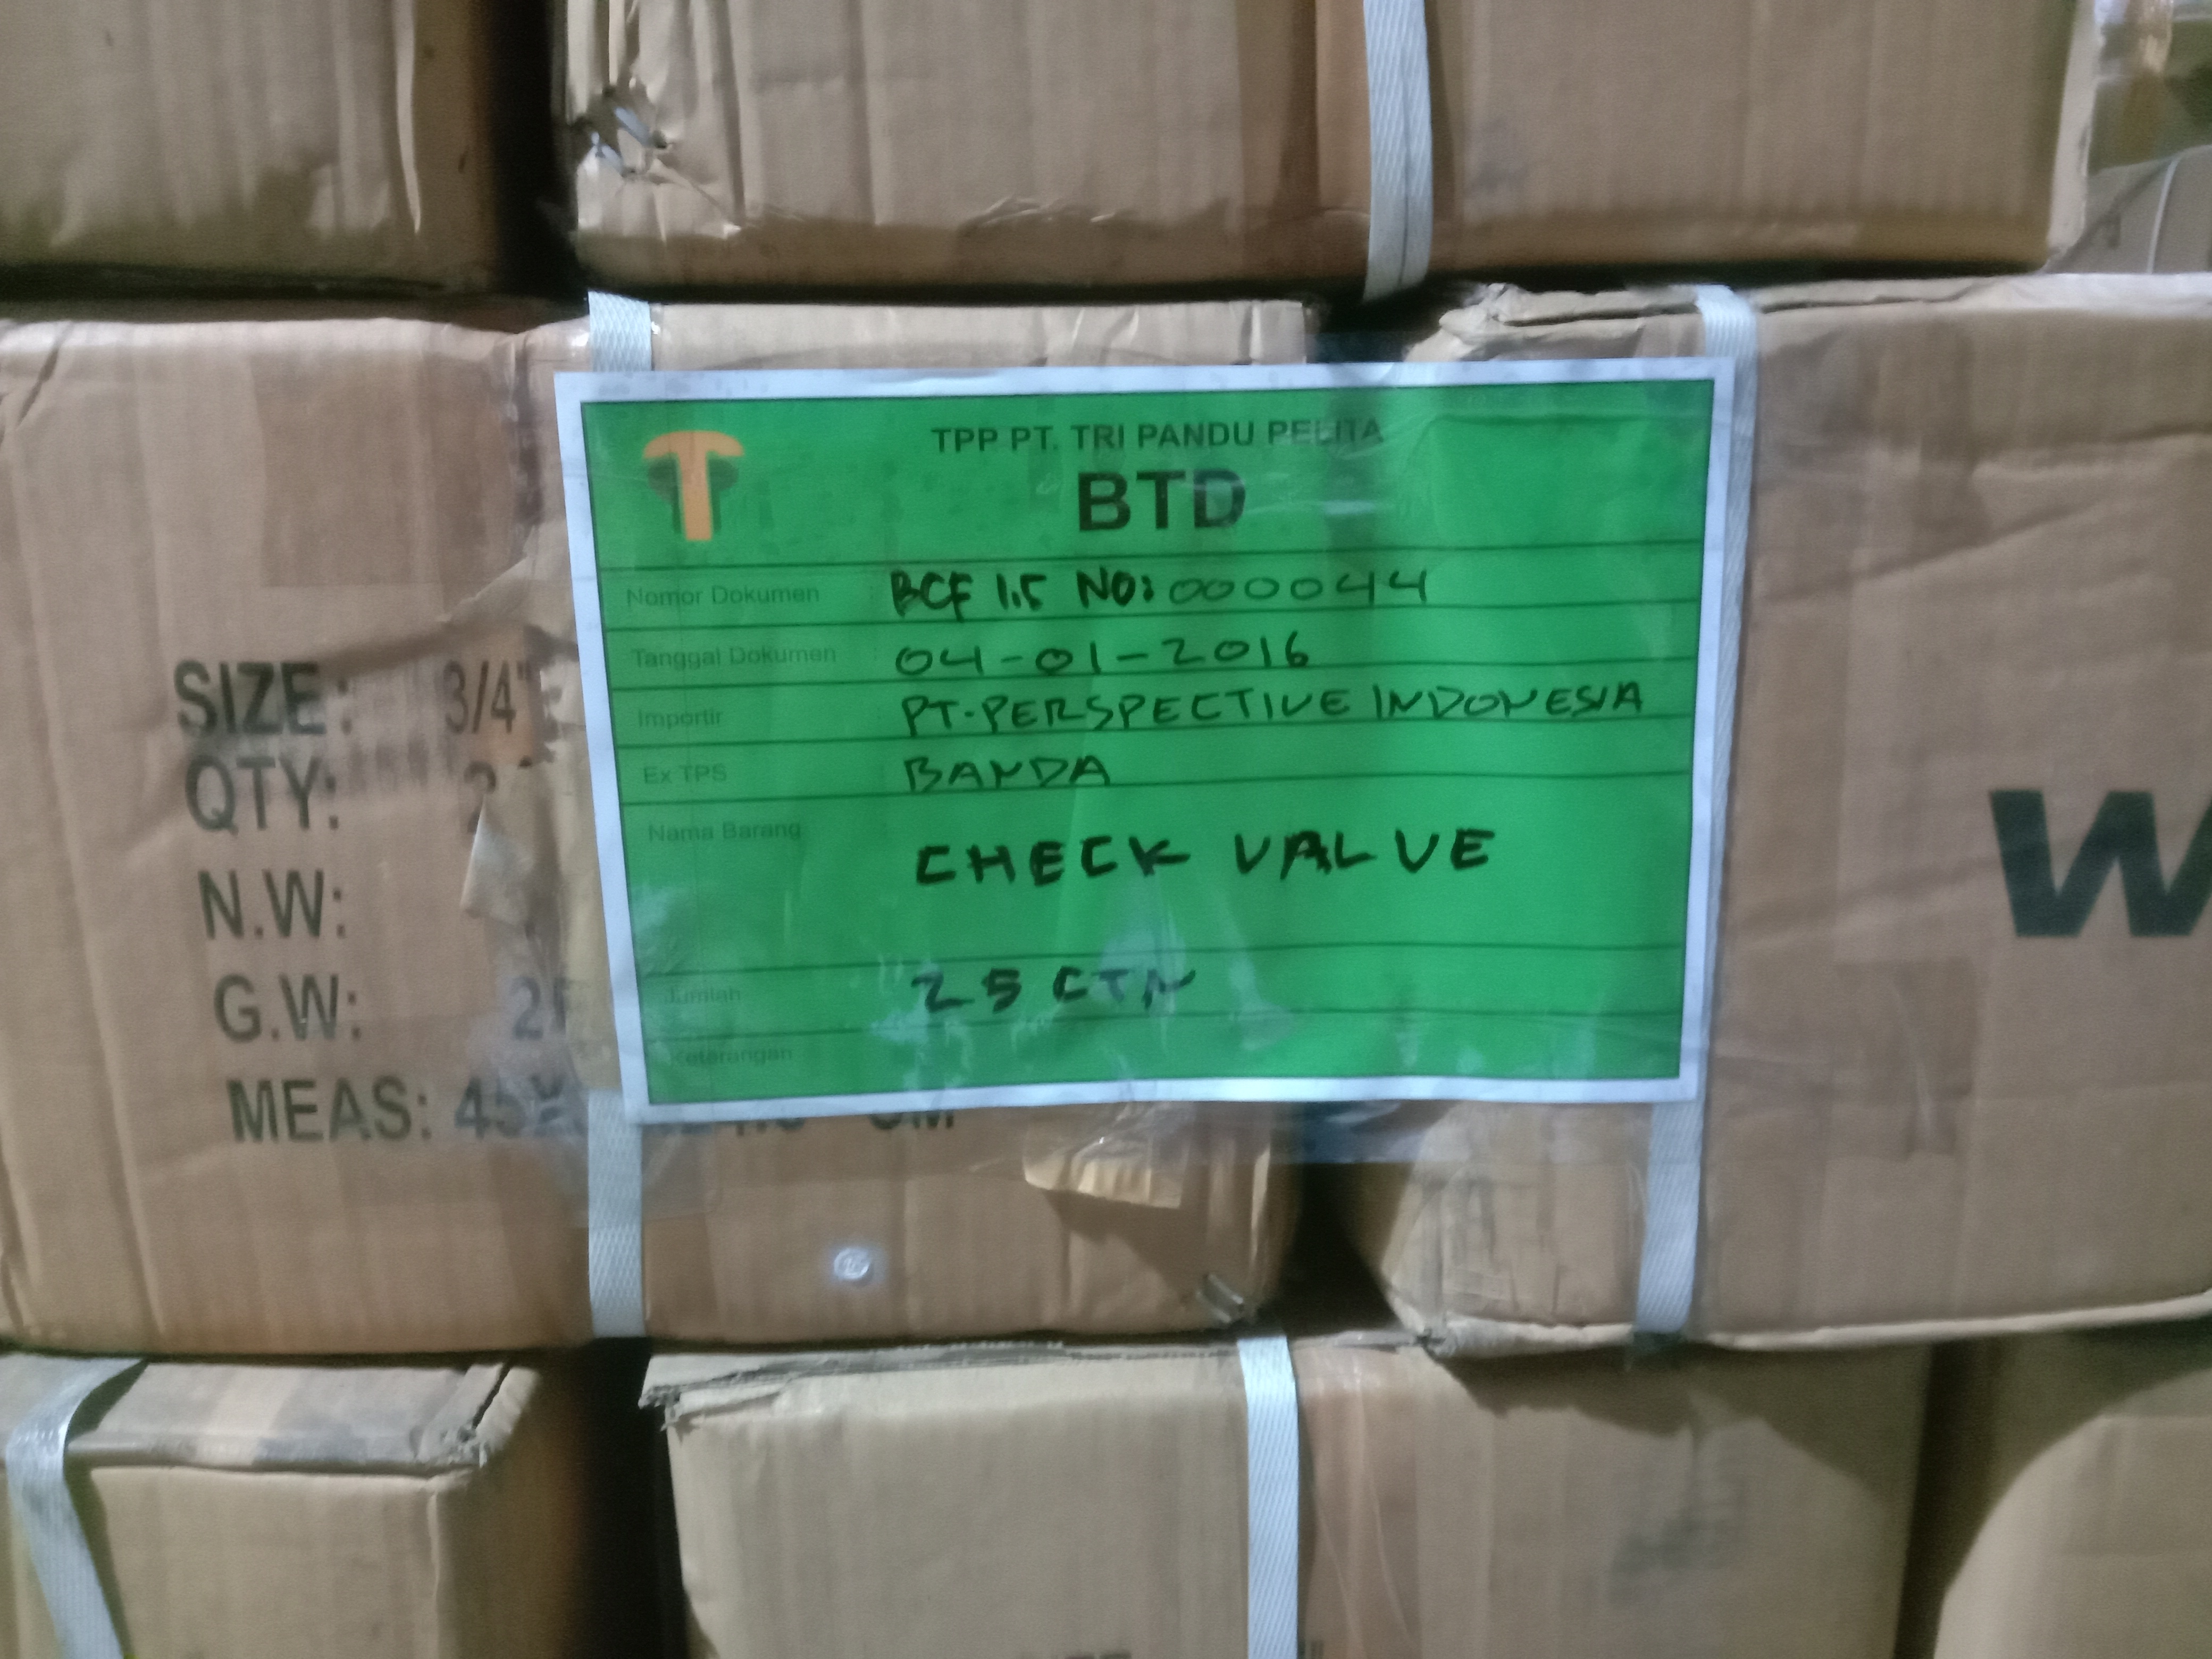 TPP PT. TRI PANDU PELITA
BTD
Nomor Dokumen : BCF 1.5 NO: 000044
Tanggal Dokumen : 04-01-2016
Importir : PT. PERSPECTIVE INDONESIA
Ex TPS : BANDA
Nama Barang : CHECK VALVE
Jumlah : 25 CTN
Keterangan
SIZE: 3/4"
QTY:
N.W:
G.W:
MEAS: 45X CM
W